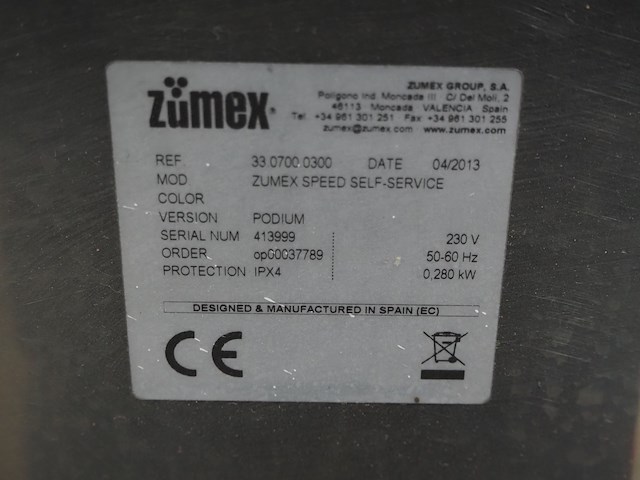 zümex®
ZUMEX GROUP, S.A.
Polígono Ind. Moncada III · C/ Del Molí, 2
46113 Moncada VALENCIA Spain
Tel. +34 961 301 251 Fax +34 961 301 255
zumex@zumex.com www.zumex.com
REF. 33.0700.0300 DATE 04/2013
MOD. ZUMEX SPEED SELF-SERVICE
COLOR
VERSION PODIUM
SERIAL NUM 413999 230 V
ORDER op00037789 50-60 Hz
PROTECTION IPX4 0,280 kW
DESIGNED & MANUFACTURED IN SPAIN (EC)
CE